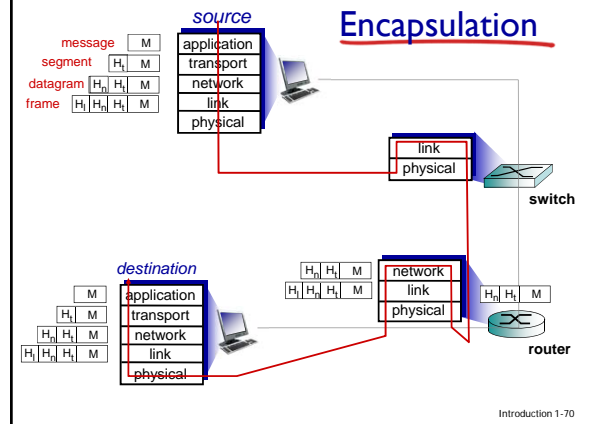 source
Encapsulation
message M
segment Ht M
datagram Hn Ht M
frame Hl Hn Ht M
application
transport
network
link
physical
link
physical
switch
destination
M
Ht M
Hn Ht M
Hl Hn Ht M
application
transport
network
link
physical
Hn Ht M
Hl Hn Ht M
network
link
physical
Hn Ht M
router
Introduction 1-70